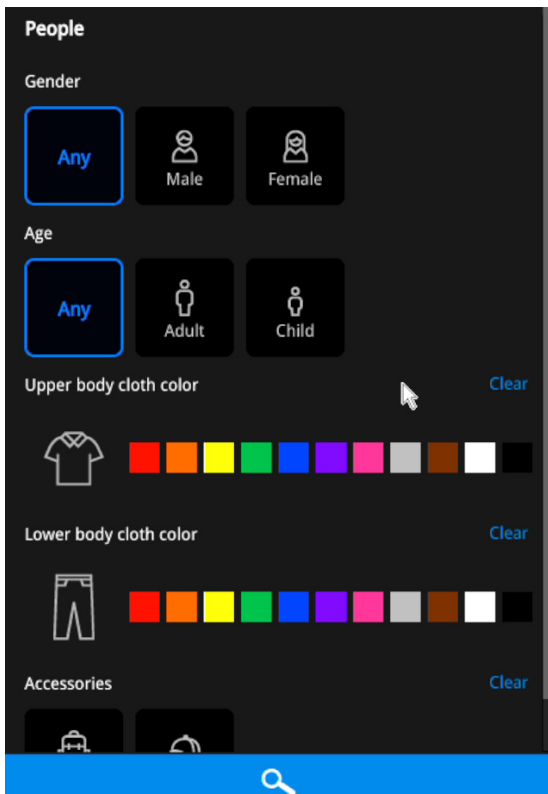 People
Gender
Any
Male
Female
Age
Any
Adult
Child
Upper body cloth color
Clear
Lower body cloth color
Clear
Accessories
Clear